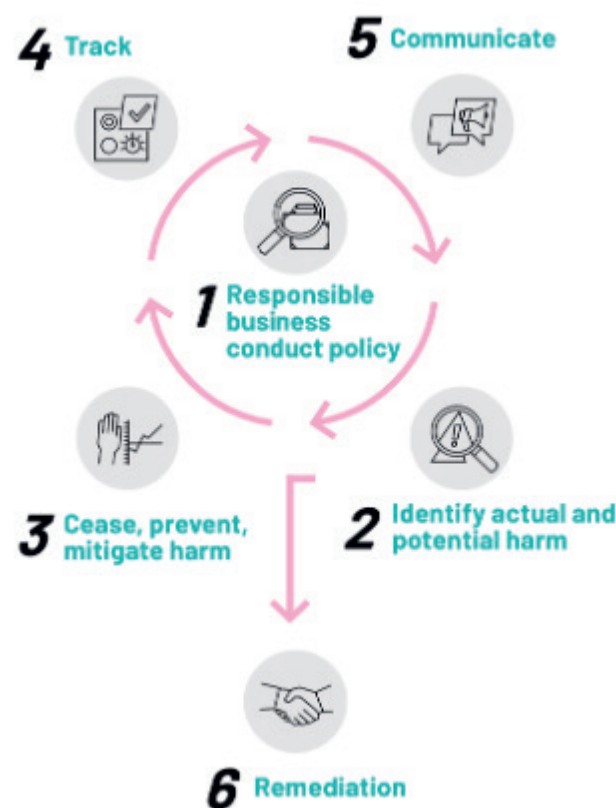 4 Track
5 Communicate
1 Responsible
business
conduct policy
3 Cease, prevent,
mitigate harm
2 Identify actual and
potential harm
6 Remediation